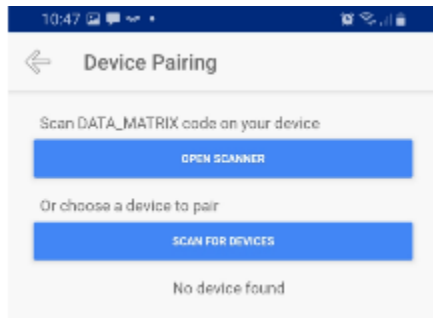 10:47
Device Pairing
Scan DATA_MATRIX code on your device
OPEN SCANNER
Or choose a device to pair
SCAN FOR DEVICES
No device found